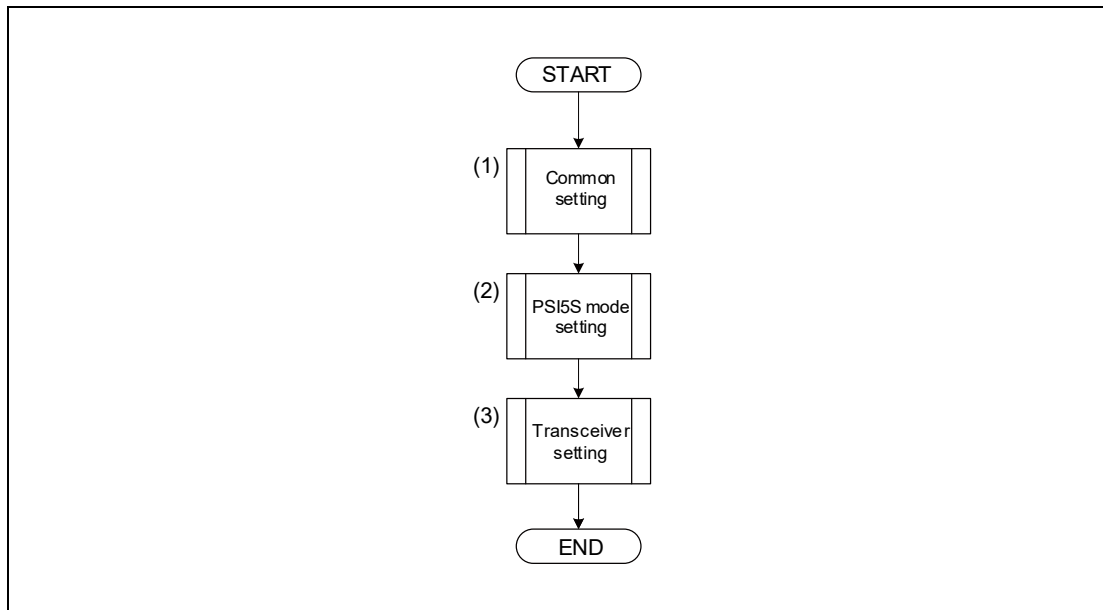 START
(1)
Common
setting
(2)
PSI5S mode
setting
(3)
Transceiver
setting
END